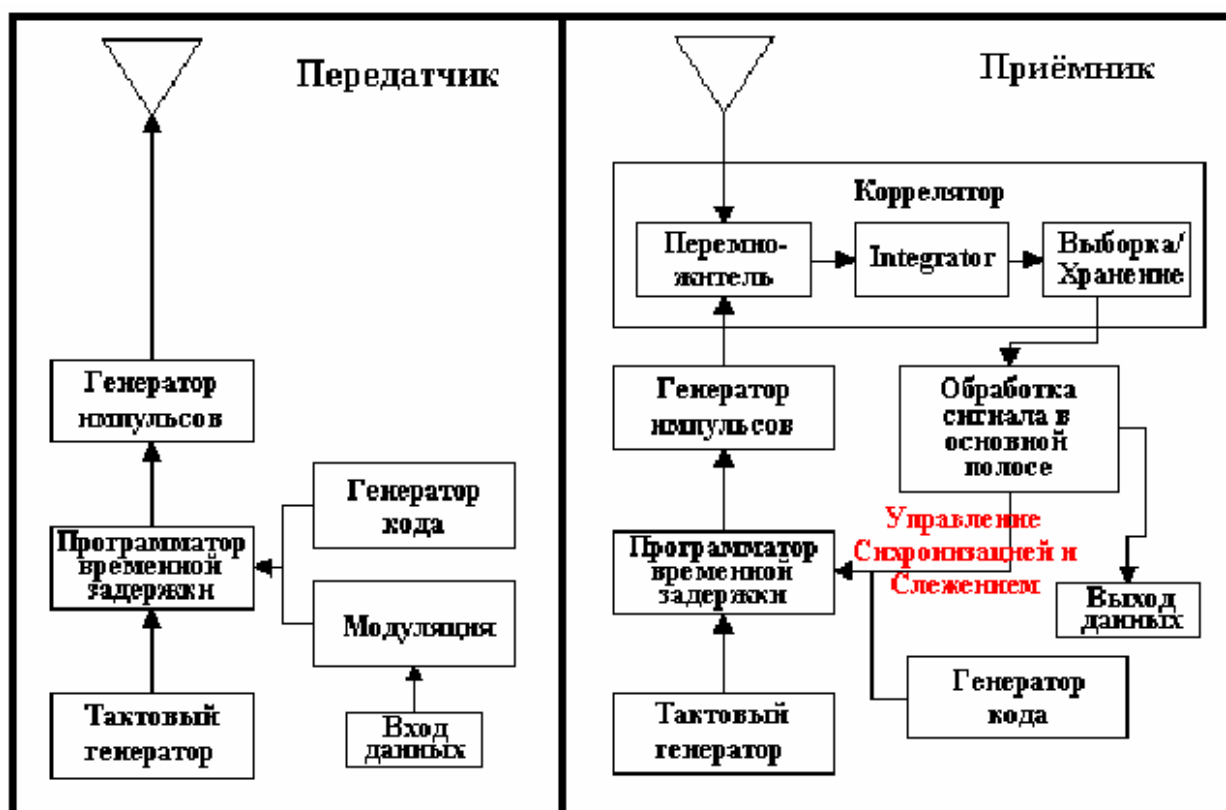 Передатчик
Генератор
импульсов
Генератор
кода
Программатор
временной
задержки
Модуляция
Тактовый
генератор
Вход
данных
Приёмник
Коррелятор
Перемно-
житель
Integrator
Выборка/
Хранение
Генератор
импульсов
Обработка
сигнала в
основной
полосе
Управление
Сихронизацией и
Слежением
Программатор
временной
задержки
Выход
данных
Генератор
кода
Тактовый
генератор